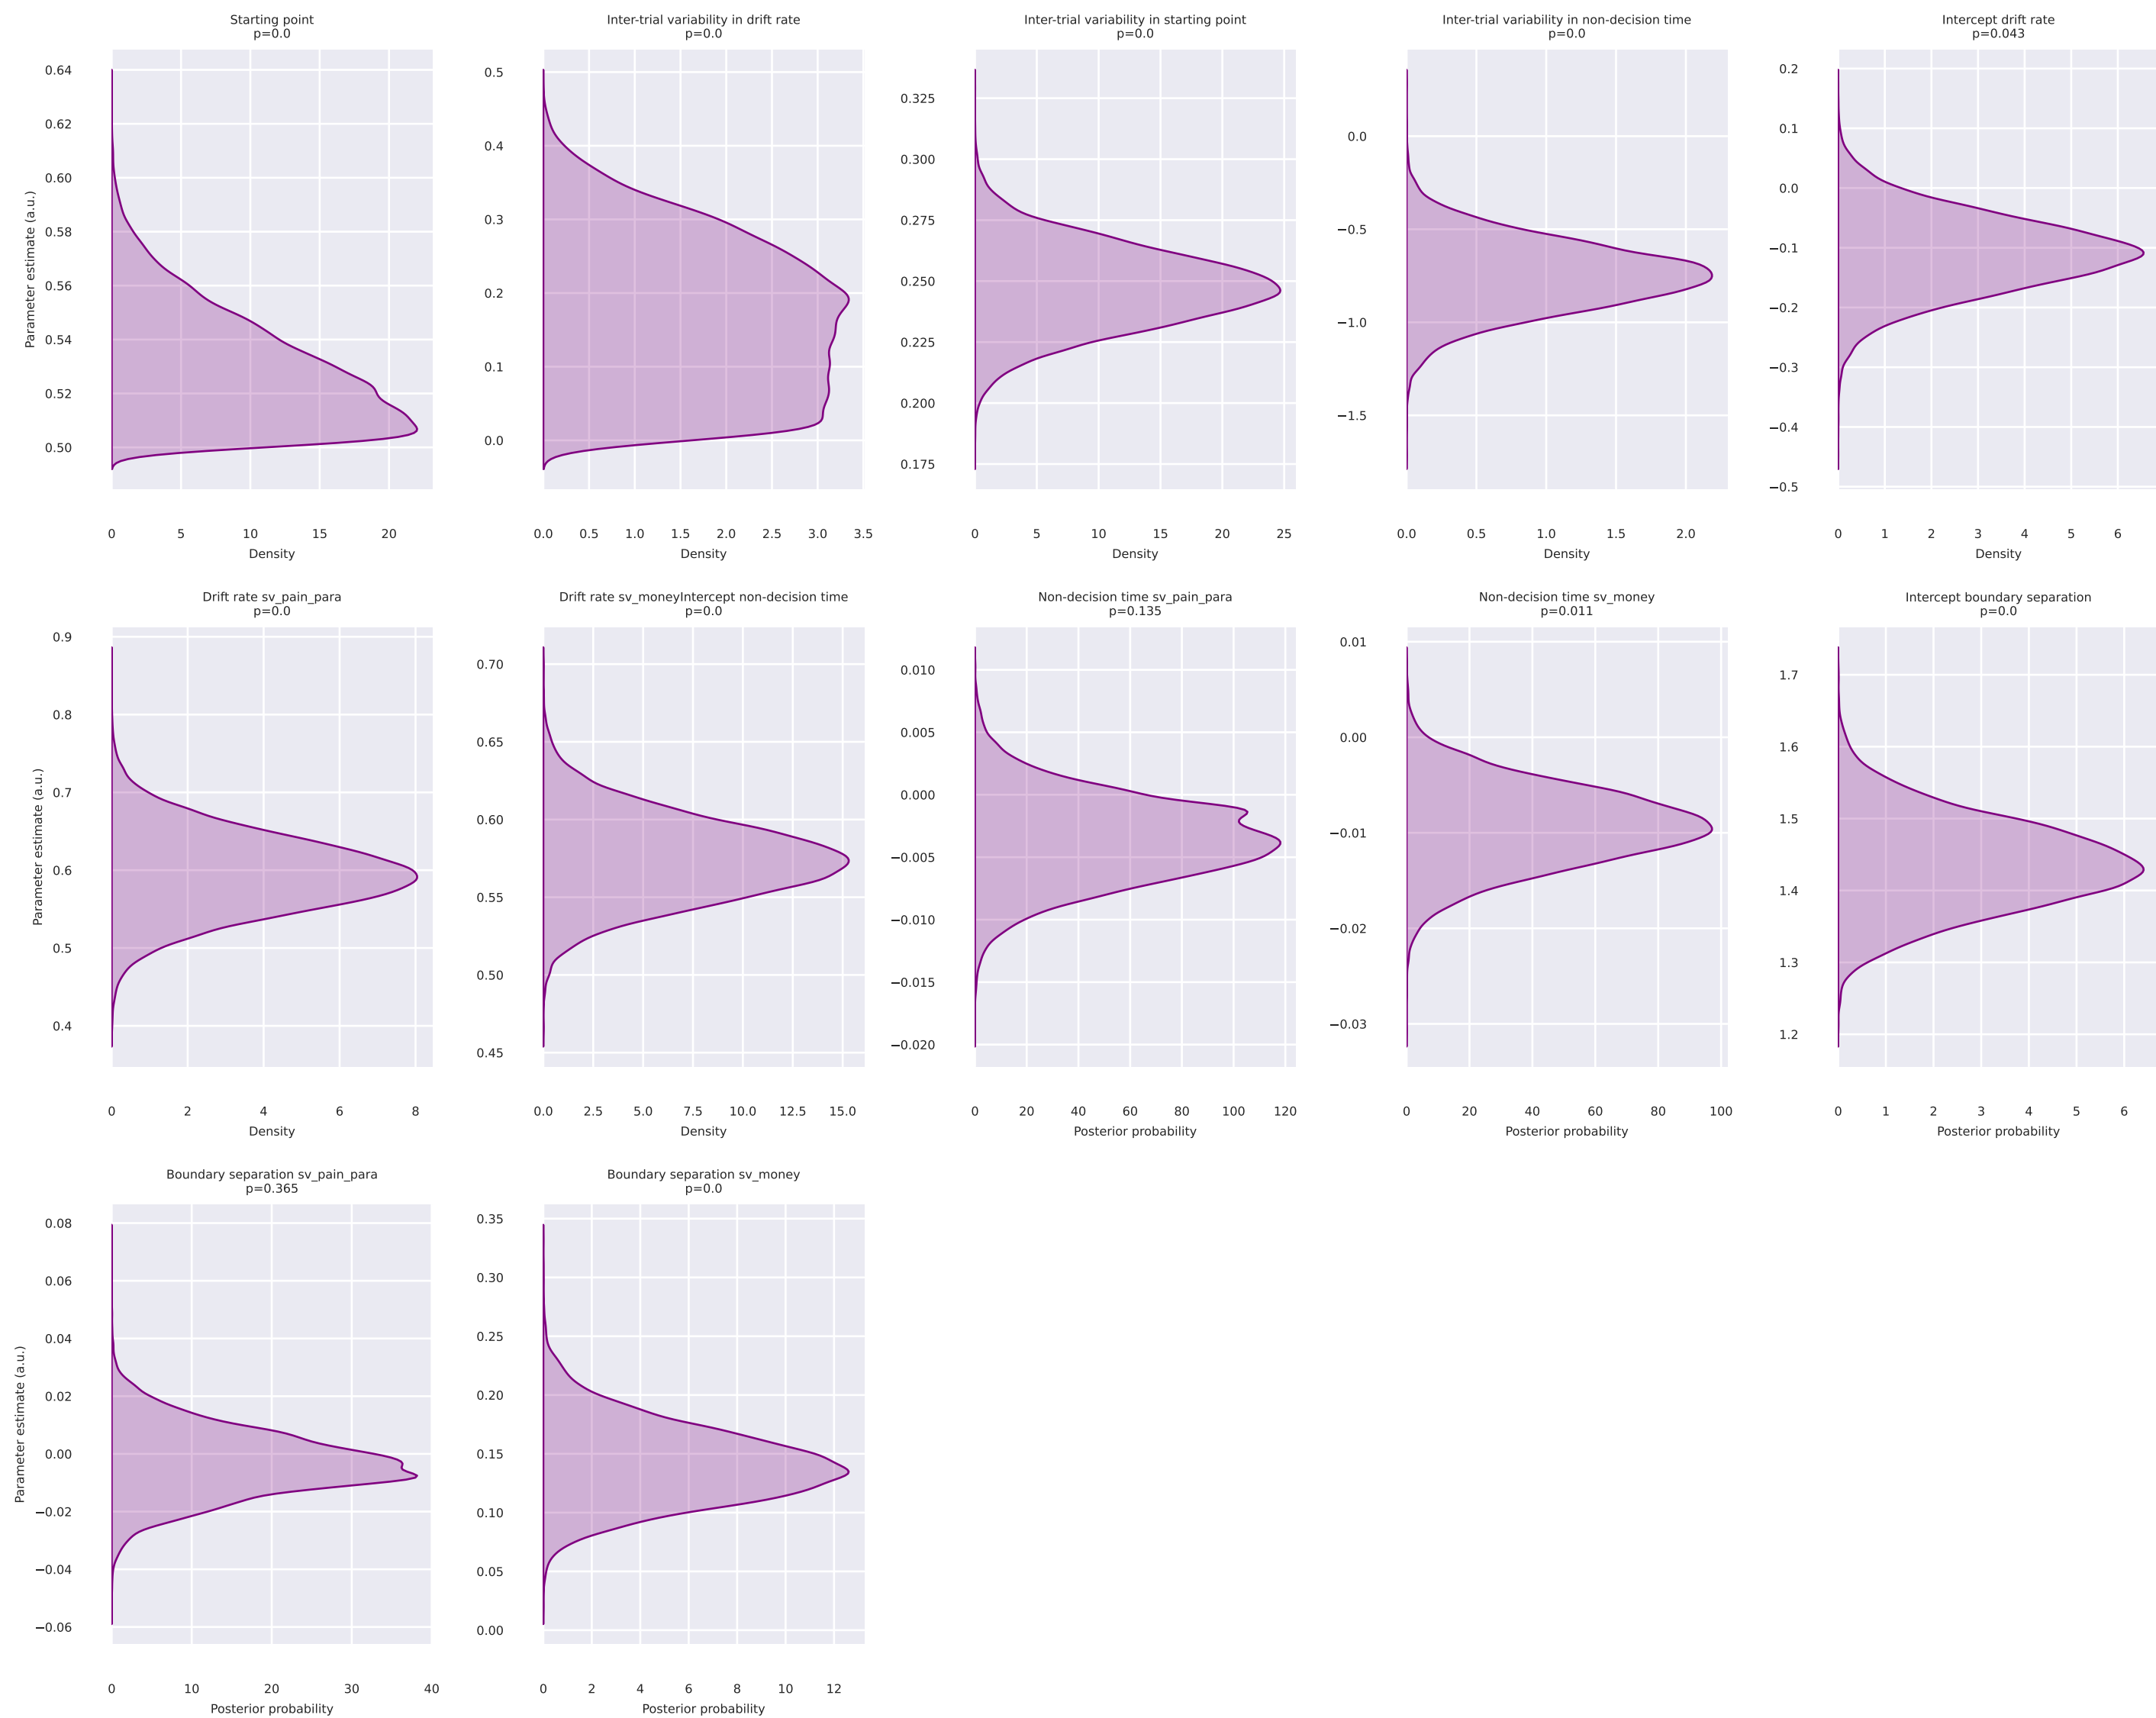 Starting point
p=0.0
Inter-trial variability in drift rate
p=0.0
Inter-trial variability in starting point
p=0.0
Inter-trial variability in non-decision time
p=0.0
Intercept drift rate
p=0.043
Parameter estimate (a.u.)
0.64
0.62
0.60
0.58
0.56
0.54
0.52
0.50
0 5 10 15 20
Density
0.5
0.4
0.3
0.2
0.1
0.0
0.0 0.5 1.0 1.5 2.0 2.5 3.0 3.5
Density
0.325
0.300
0.275
0.250
0.225
0.200
0.175
0 5 10 15 20 25
Density
0.0
−0.5
−1.0
−1.5
0.0 0.5 1.0 1.5 2.0
Density
0.2
0.1
0.0
−0.1
−0.2
−0.3
−0.4
−0.5
0 1 2 3 4 5 6
Density
Drift rate sv_pain_para
p=0.0
Drift rate sv_moneyIntercept non-decision time
p=0.0
Non-decision time sv_pain_para
p=0.135
Non-decision time sv_money
p=0.011
Intercept boundary separation
p=0.0
Parameter estimate (a.u.)
0.9
0.8
0.7
0.6
0.5
0.4
0 2 4 6 8
Density
0.70
0.65
0.60
0.55
0.50
0.45
0.0 2.5 5.0 7.5 10.0 12.5 15.0
Density
0.010
0.005
0.000
−0.005
−0.010
−0.015
−0.020
0 20 40 60 80 100 120
Posterior probability
0.01
0.00
−0.01
−0.02
−0.03
0 20 40 60 80 100
Posterior probability
1.7
1.6
1.5
1.4
1.3
1.2
0 1 2 3 4 5 6
Posterior probability
Boundary separation sv_pain_para
p=0.365
Boundary separation sv_money
p=0.0
Parameter estimate (a.u.)
0.08
0.06
0.04
0.02
0.00
−0.02
−0.04
−0.06
0 10 20 30 40
Posterior probability
0.35
0.30
0.25
0.20
0.15
0.10
0.05
0.00
0 2 4 6 8 10 12
Posterior probability